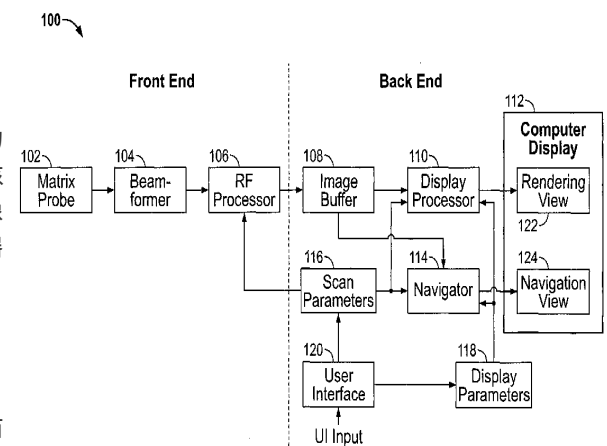 100
Front End
Back End
112
Computer
Display
102
Matrix
Probe
104
Beam-
former
106
RF
Processor
108
Image
Buffer
110
Display
Processor
Rendering
View
122
116
Scan
Parameters
114
Navigator
124
Navigation
View
120
User
Interface
118
Display
Parameters
UI Input